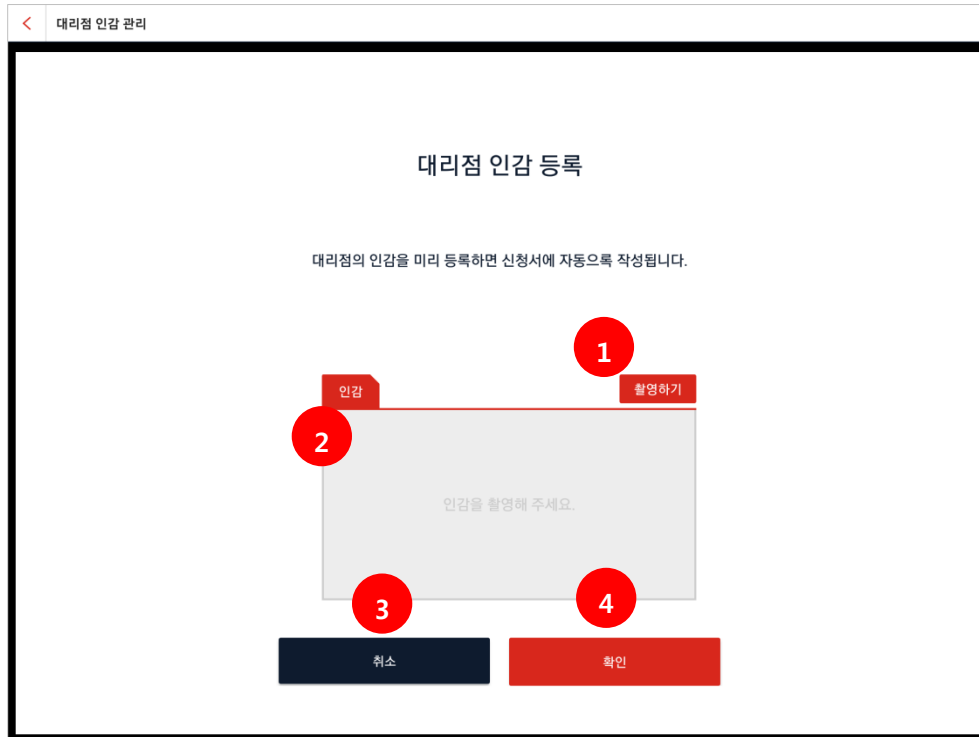 대리점 인감 관리
대리점 인감 등록
대리점의 인감을 미리 등록하면 신청서에 자동으로 작성됩니다.
1
인감
촬영하기
2
인감을 촬영해 주세요.
3
4
취소
확인